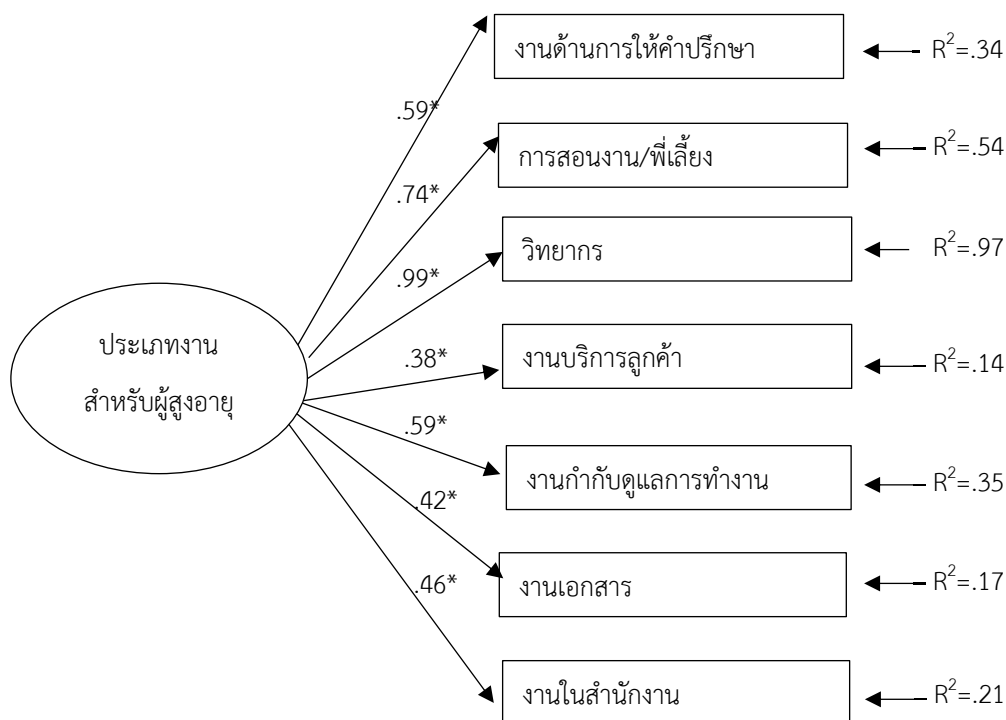 งานด้านการให้คำปรึกษา
R²=.34
.59*
การสอนงาน/พี่เลี้ยง
R²=.54
.74*
วิทยากร
R²=.97
.99*
ประเภทงาน
สำหรับผู้สูงอายุ
.38*
งานบริการลูกค้า
R²=.14
.59*
งานกำกับดูแลการทำงาน
R²=.35
.42*
งานเอกสาร
R²=.17
.46*
งานในสำนักงาน
R²=.21